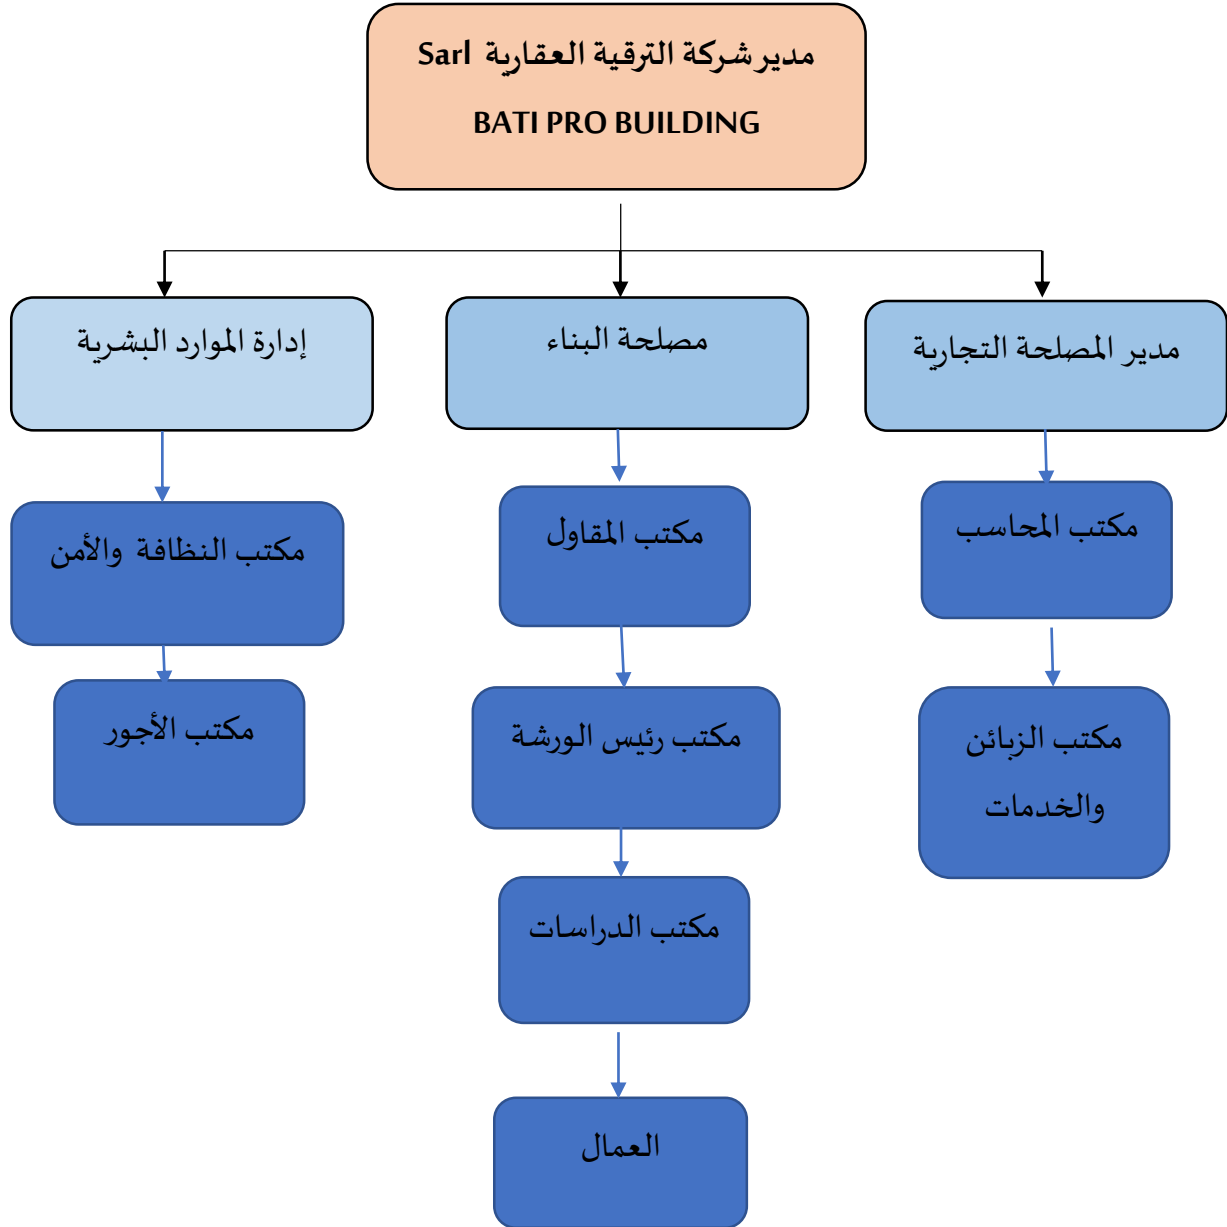 مدير شركة الترقية العقارية Sarl
BATI PRO BUILDING
مدير المصلحة التجارية
مصلحة البناء
إدارة الموارد البشرية
مكتب المحاسب
مكتب المقاول
مكتب النظافة والأمن
مكتب الزبائن
والخدمات
مكتب رئيس الورشة
مكتب الأجور
مكتب الدراسات
العمال